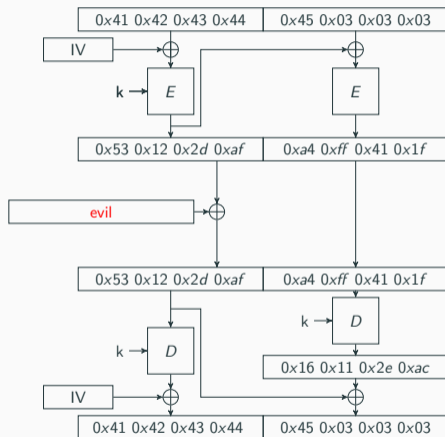 0x41 0x42 0x43 0x44 0x45 0x03 0x03 0x03
IV
k E E
0x53 0x12 0x2d 0xaf 0xa4 0xff 0x41 0x1f
evil
0x53 0x12 0x2d 0xaf 0xa4 0xff 0x41 0x1f
k D
k D
0x16 0x11 0x2e 0xac
IV
0x41 0x42 0x43 0x44 0x45 0x03 0x03 0x03